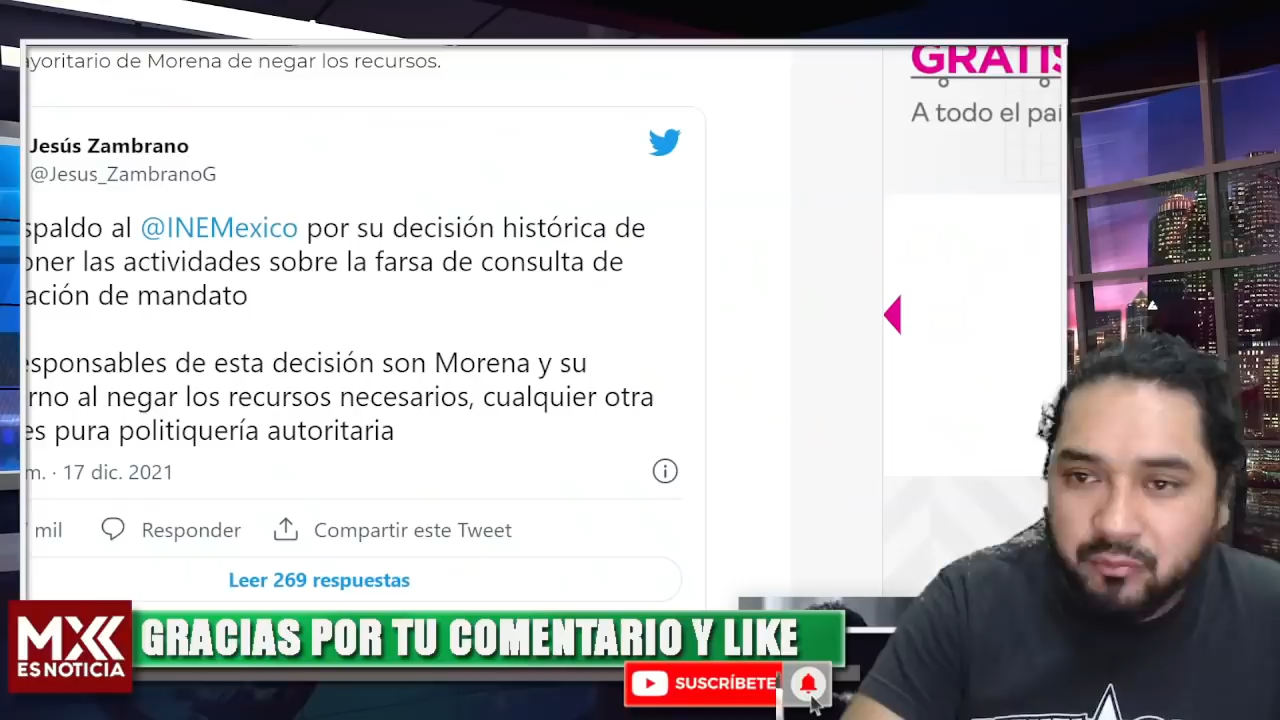 ayoritario de Morena de negar los recursos.
GRATIS
A todo el paí
Jesús Zambrano
@Jesus_ZambranoG
spaldo al @INEMexico por su decisión histórica de
oner las actividades sobre la farsa de consulta de
ación de mandato
esponsables de esta decisión son Morena y su
rno al negar los recursos necesarios, cualquier otra
es pura politiquería autoritaria
m. · 17 dic. 2021
mil
Responder
Compartir este Tweet
Leer 269 respuestas
MX
ES NOTICIA
GRACIAS POR TU COMENTARIO Y LIKE
SUSCRÍBETE